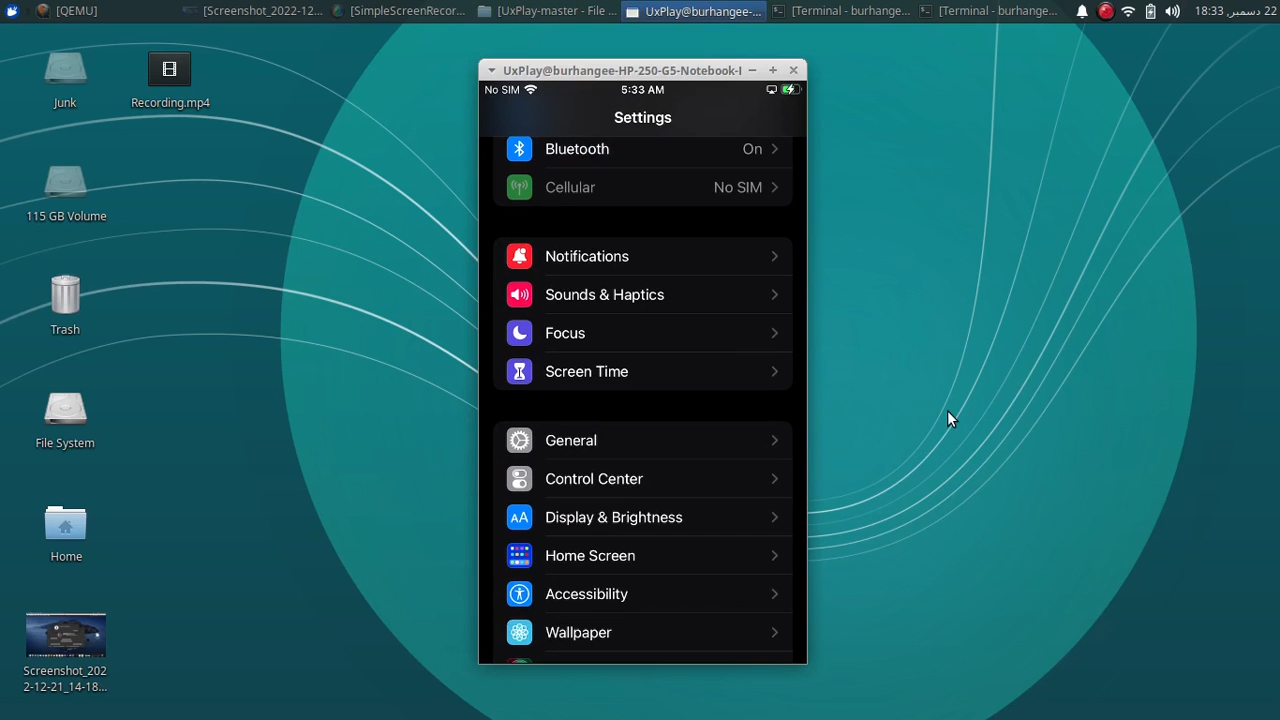 [QEMU]
[Screenshot_2022-12...
[SimpleScreenRecor...
[UxPlay-master - File ...
UxPlay@burhangee-...
[Terminal - burhange...
[Terminal - burhange...
22 دسمبر, 18:33
Junk
Recording.mp4
115 GB Volume
Trash
File System
Home
Screenshot_202
2-12-21_14-18...
UxPlay@burhangee-HP-250-G5-Notebook-I
No SIM
5:33 AM
Settings
Bluetooth On
Cellular No SIM
Notifications
Sounds & Haptics
Focus
Screen Time
General
Control Center
AA Display & Brightness
Home Screen
Accessibility
Wallpaper